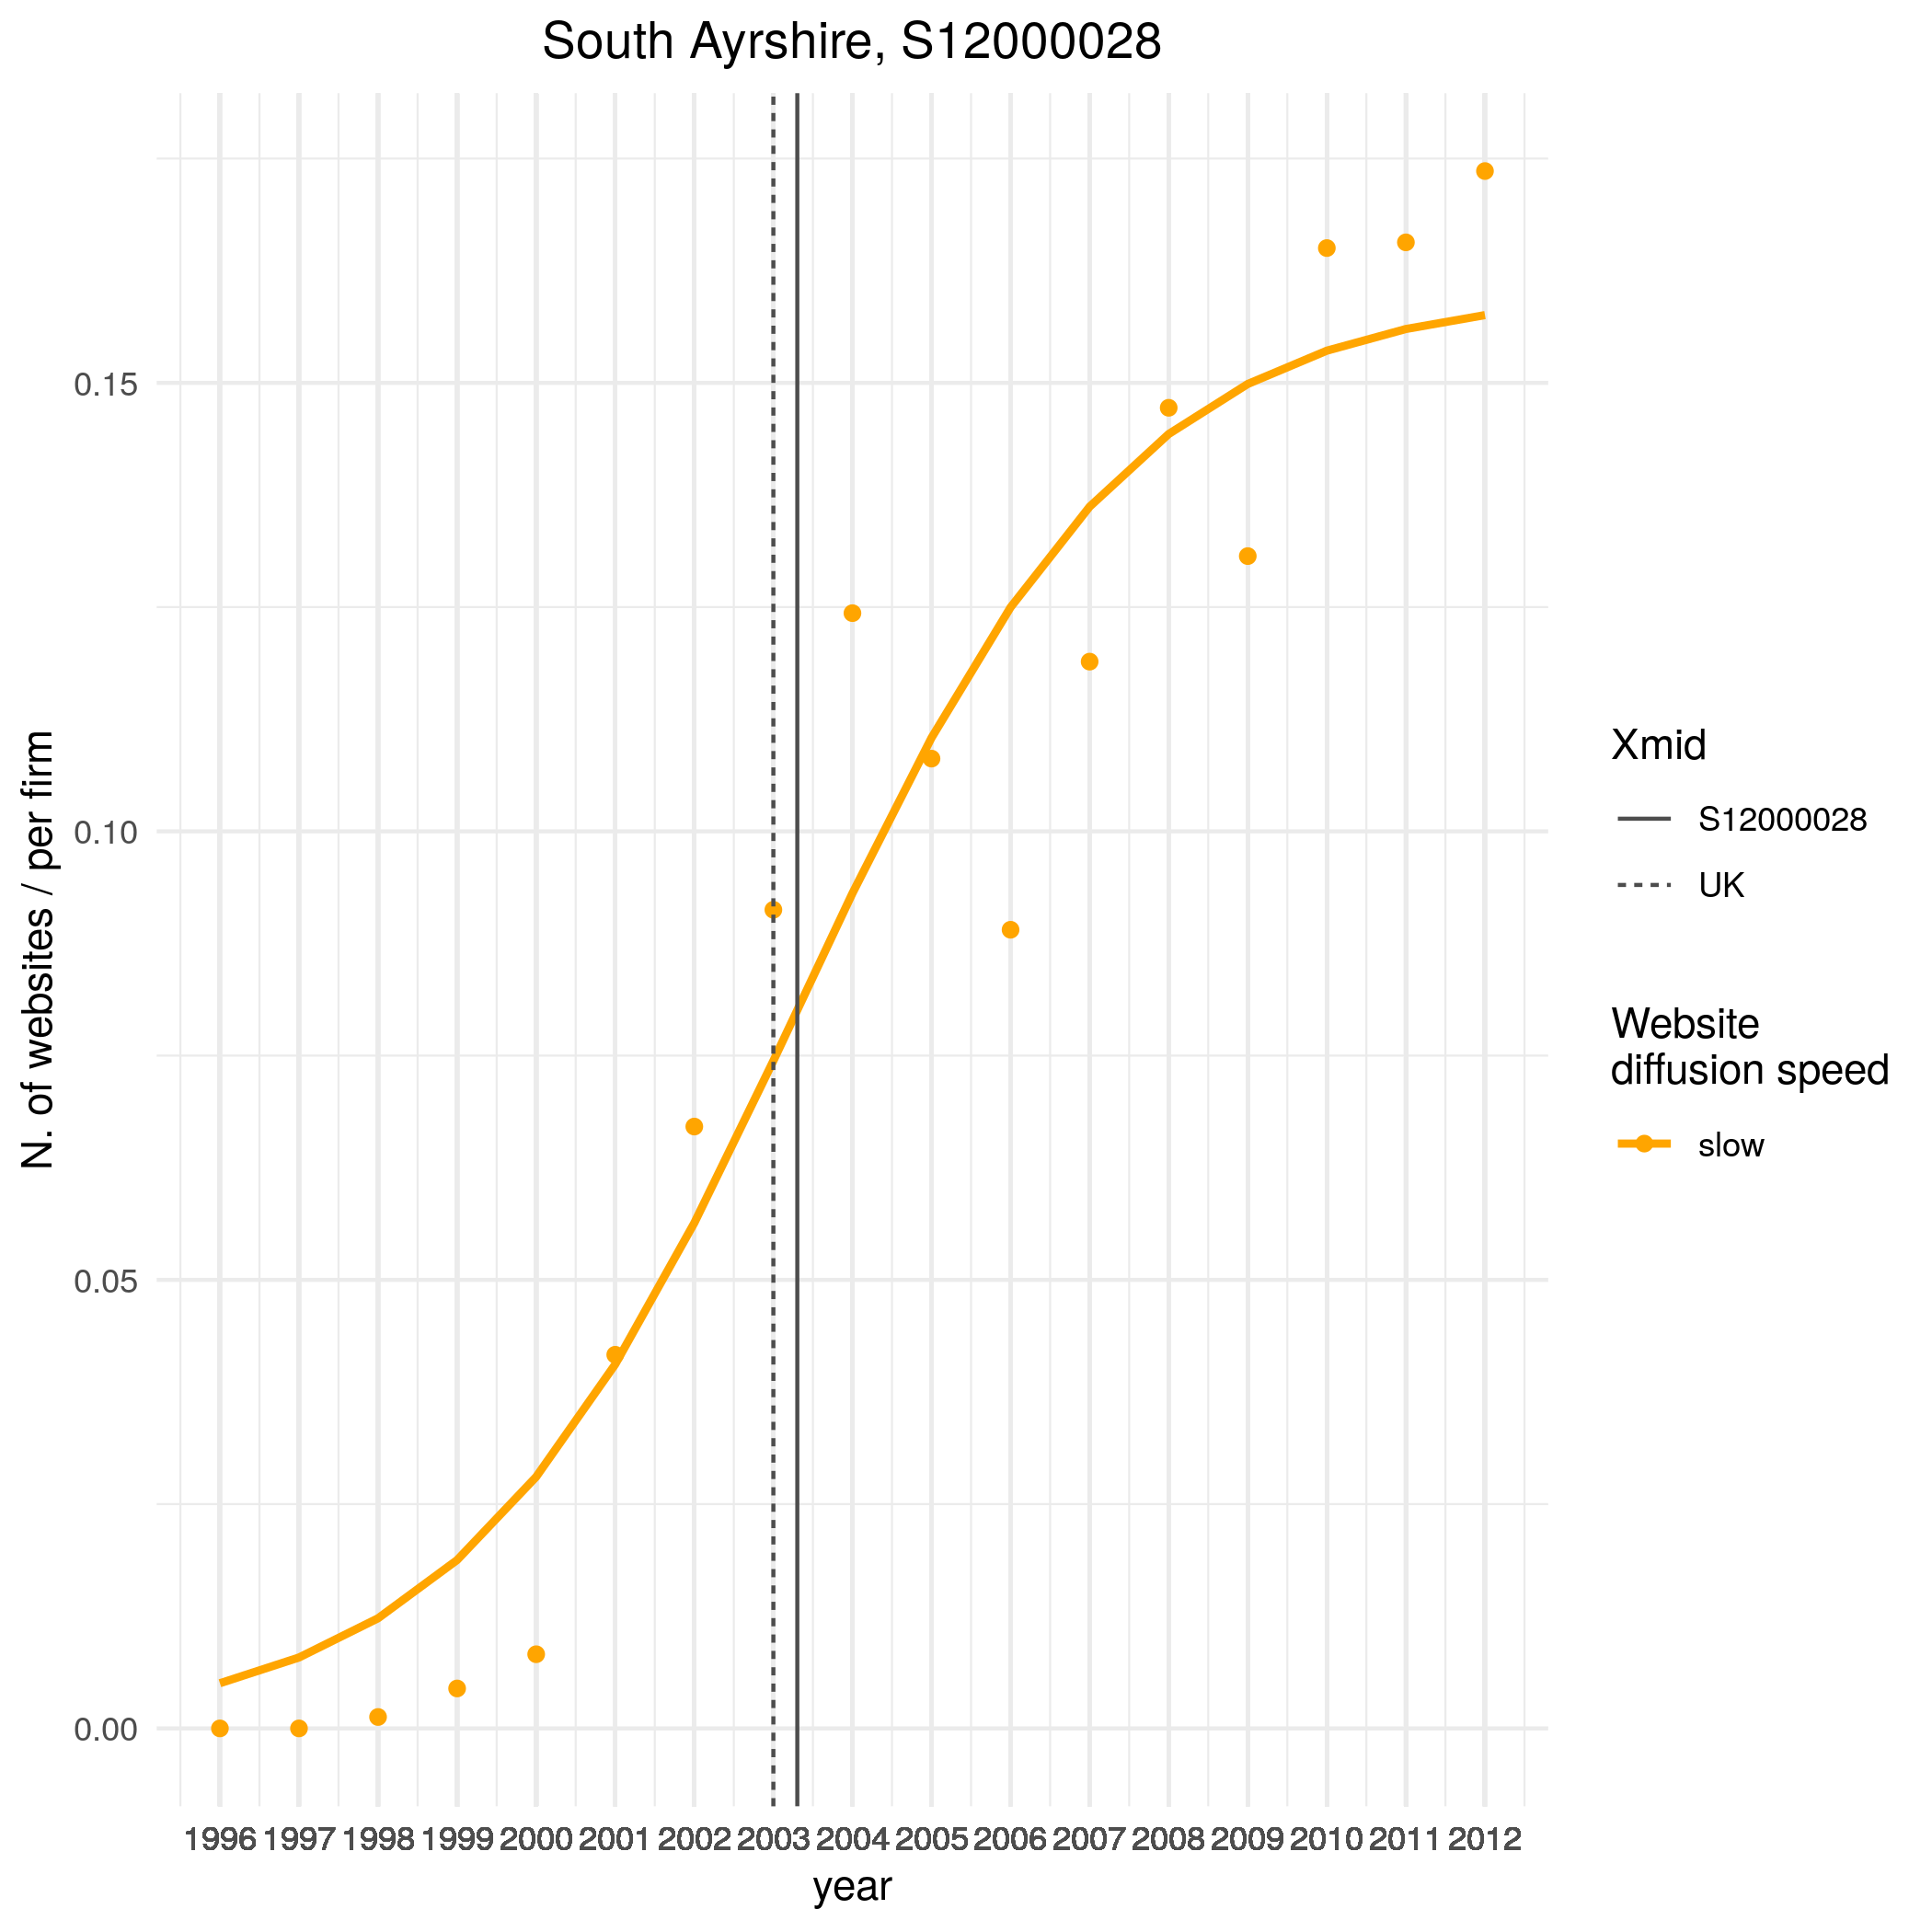 South Ayrshire, S12000028
N. of websites / per firm
0.15
0.10
0.05
0.00
1996 1997 1998 1999 2000 2001 2002 2003 2004 2005 2006 2007 2008 2009 2010 2011 2012
year
Xmid
S12000028
UK
Website
diffusion speed
slow